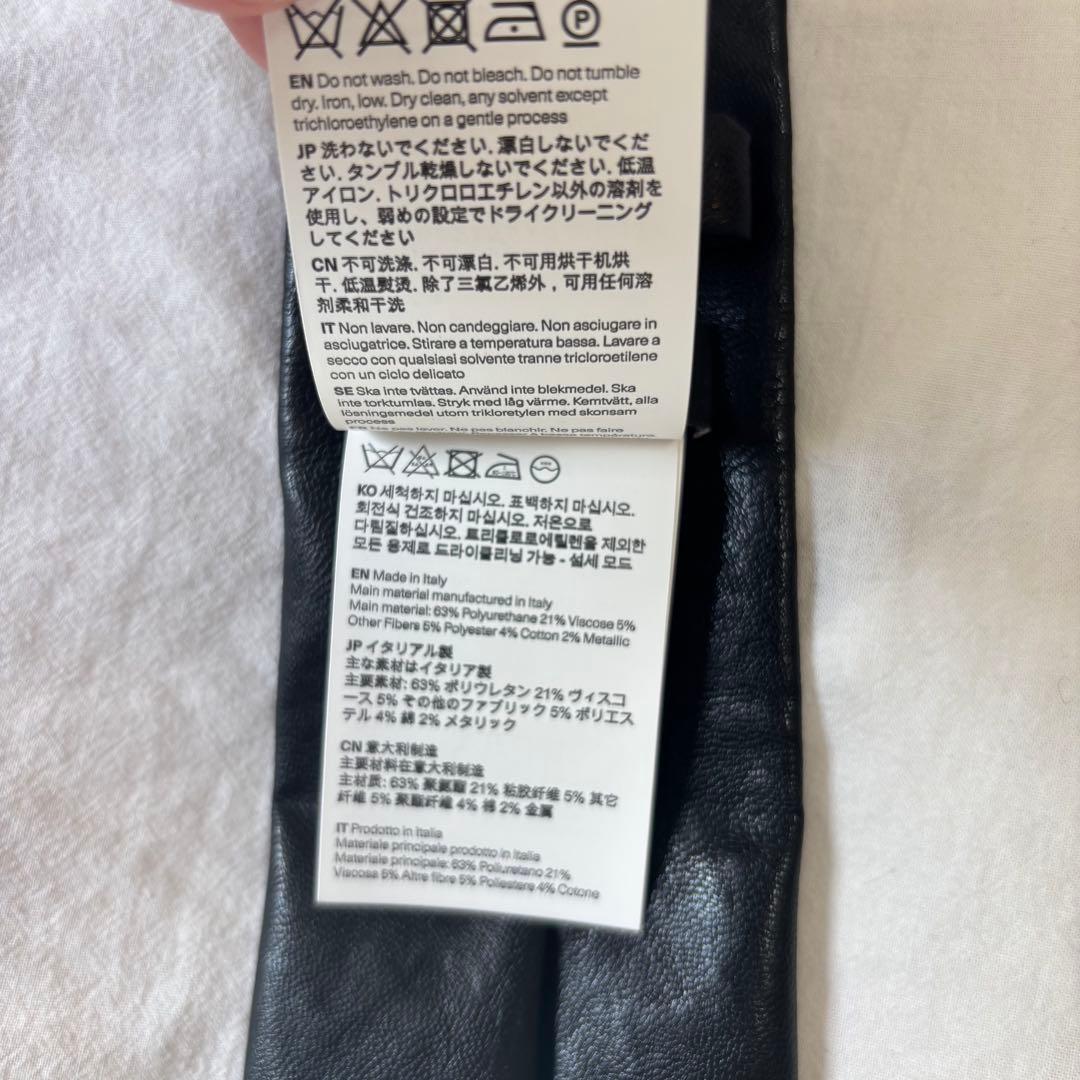 P
EN Do not wash. Do not bleach. Do not tumble
dry. Iron, low. Dry clean, any solvent except
trichloroethylene on a gentle process
JP 洗わないでください. 漂白しないでくだ
さい. タンブル乾燥しないでください. 低温
アイロン. トリクロロエチレン以外の溶剤を
使用し、弱めの設定でドライクリーニング
してください
CN 不可洗涤. 不可漂白. 不可用烘干机烘
干. 低温熨烫. 除了三氯乙烯外，可用任何溶
剂柔和干洗
IT Non lavare. Non candeggiare. Non asciugare in
asciugatrice. Stirare a temperatura bassa. Lavare a
secco con qualsiasi solvente tranne tricloroetilene
con un ciclo delicato
SE Ska inte tvättas. Använd inte blekmedel. Ska
inte torktumlas. Stryk med låg värme. Kemtvätt, alla
lösningsmedel utom trikloretylen med skonsam
process
FR Ne pas laver. Ne pas blanchir. Ne pas faire
à basse température
KO 세척하지 마십시오. 표백하지 마십시오.
회전식 건조하지 마십시오. 저온으로
다림질하십시오. 트리클로로에틸렌을 제외한
모든 용제로 드라이클리닝 가능 - 섬세 모드
EN Made in Italy
Main material manufactured in Italy
Main material: 63% Polyurethane 21% Viscose 5%
Other Fibers 5% Polyester 4% Cotton 2% Metallic
JP イタリアル製
主な素材はイタリア製
主要素材: 63% ポリウレタン 21% ヴィスコ
ース 5% その他のファブリック 5% ポリエス
テル 4% 綿 2% メタリック
CN 意大利制造
主要材料在意大利制造
主材质: 63% 聚氨酯 21% 粘胶纤维 5% 其它
纤维 5% 聚酯纤维 4% 棉 2% 金属
IT Prodotto in Italia
Materiale principale prodotto in Italia
Materiale principale: 63% Poliuretano 21%
Viscosa 5% Altre fibre 5% Poliestere 4% Cotone